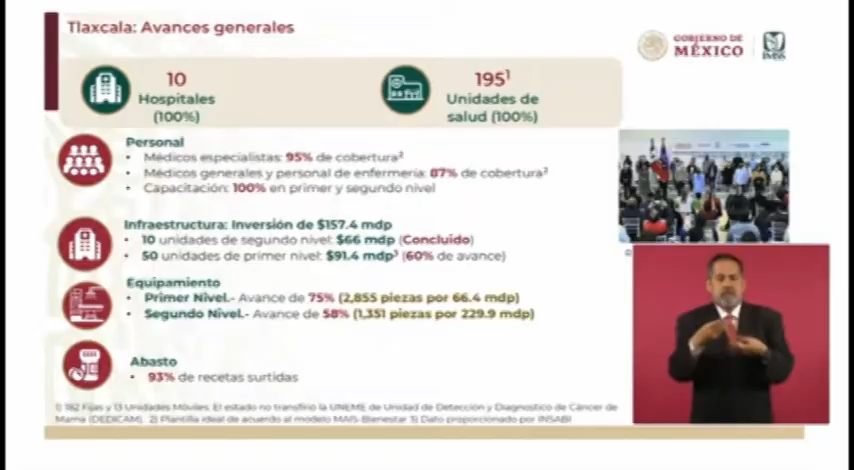 Tlaxcala: Avances generales
GOBIERNO DE
MÉXICO
IMSS
10
Hospitales
(100%)
195¹
Unidades de
salud (100%)
Personal
• Médicos especialistas: 95% de cobertura²
• Médicos generales y personal de enfermería: 87% de cobertura²
• Capacitación: 100% en primer y segundo nivel
Infraestructura: Inversión de $157.4 mdp
• 10 unidades de segundo nivel: $66 mdp (Concluido)
• 50 unidades de primer nivel: $91.4 mdp³ (60% de avance)
Equipamiento
• Primer Nivel.- Avance de 75% (2,855 piezas por 66.4 mdp)
• Segundo Nivel.- Avance de 58% (1,351 piezas por 229.9 mdp)
Abasto
• 93% de recetas surtidas
1) 182 Fijas y 13 Unidades Móviles. El estado no transfirió la UNEME de Unidad de Detección y Diagnostico de Cáncer de
Mama (DEDICAM). 2) Plantilla ideal de acuerdo al modelo MAS-Bienestar 3) Dato proporcionado por INSABI